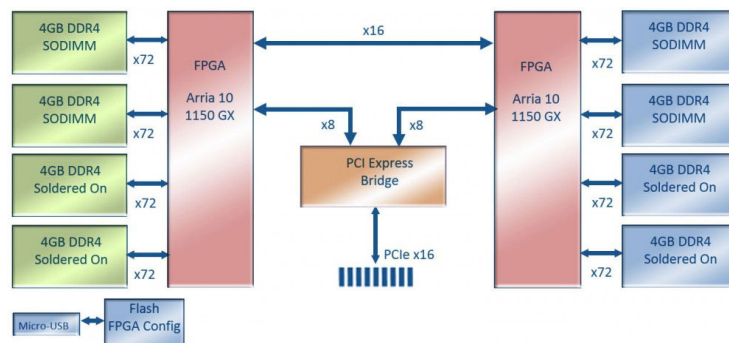 4GB DDR4
SODIMM
x72
4GB DDR4
SODIMM
x72
4GB DDR4
Soldered On
x72
4GB DDR4
Soldered On
x72
FPGA
Arria 10
1150 GX
x16
x8
x8
PCI Express
Bridge
PCIe x16
FPGA
Arria 10
1150 GX
4GB DDR4
SODIMM
x72
4GB DDR4
SODIMM
x72
4GB DDR4
Soldered On
x72
4GB DDR4
Soldered On
x72
Micro-USB
Flash
FPGA Config